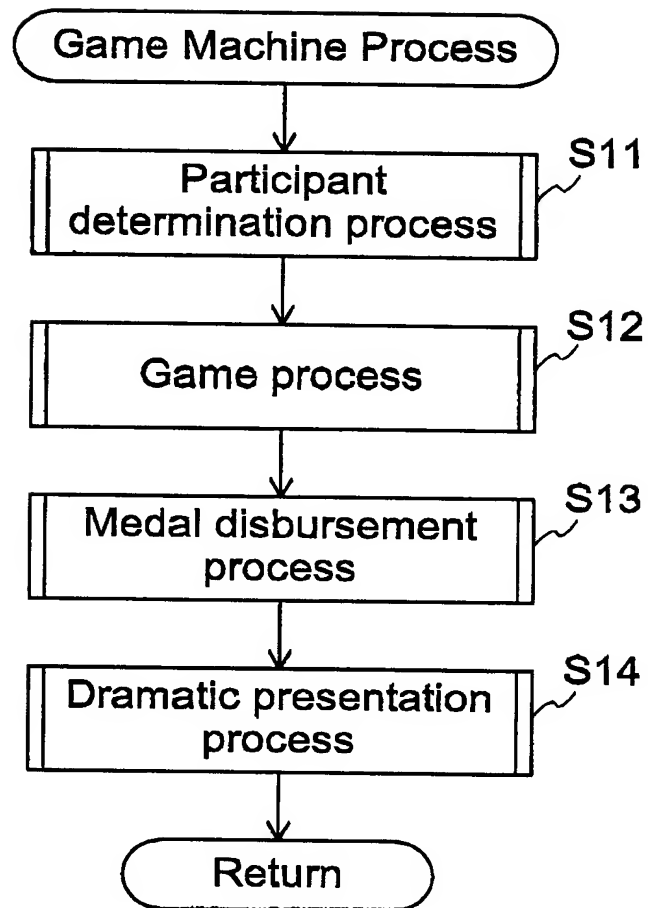 Game Machine Process
S11
Participant
determination process
S12
Game process
S13
Medal disbursement
process
S14
Dramatic presentation
process
Return